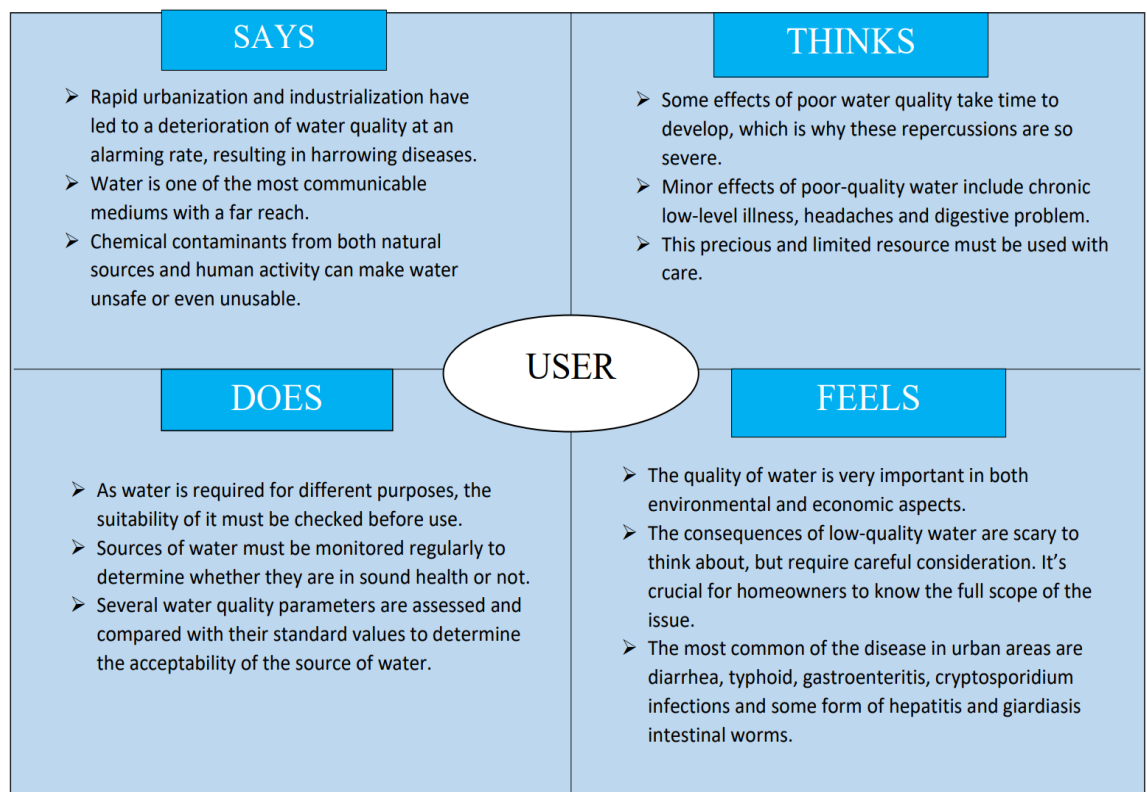 SAYS
➢ Rapid urbanization and industrialization have
led to a deterioration of water quality at an
alarming rate, resulting in harrowing diseases.
➢ Water is one of the most communicable
mediums with a far reach.
➢ Chemical contaminants from both natural
sources and human activity can make water
unsafe or even unusable.
THINKS
➢ Some effects of poor water quality take time to
develop, which is why these repercussions are so
severe.
➢ Minor effects of poor-quality water include chronic
low-level illness, headaches and digestive problem.
➢ This precious and limited resource must be used with
care.
USER
DOES
➢ As water is required for different purposes, the
suitability of it must be checked before use.
➢ Sources of water must be monitored regularly to
determine whether they are in sound health or not.
➢ Several water quality parameters are assessed and
compared with their standard values to determine
the acceptability of the source of water.
FEELS
➢ The quality of water is very important in both
environmental and economic aspects.
➢ The consequences of low-quality water are scary to
think about, but require careful consideration. It’s
crucial for homeowners to know the full scope of the
issue.
➢ The most common of the disease in urban areas are
diarrhea, typhoid, gastroenteritis, cryptosporidium
infections and some form of hepatitis and giardiasis
intestinal worms.